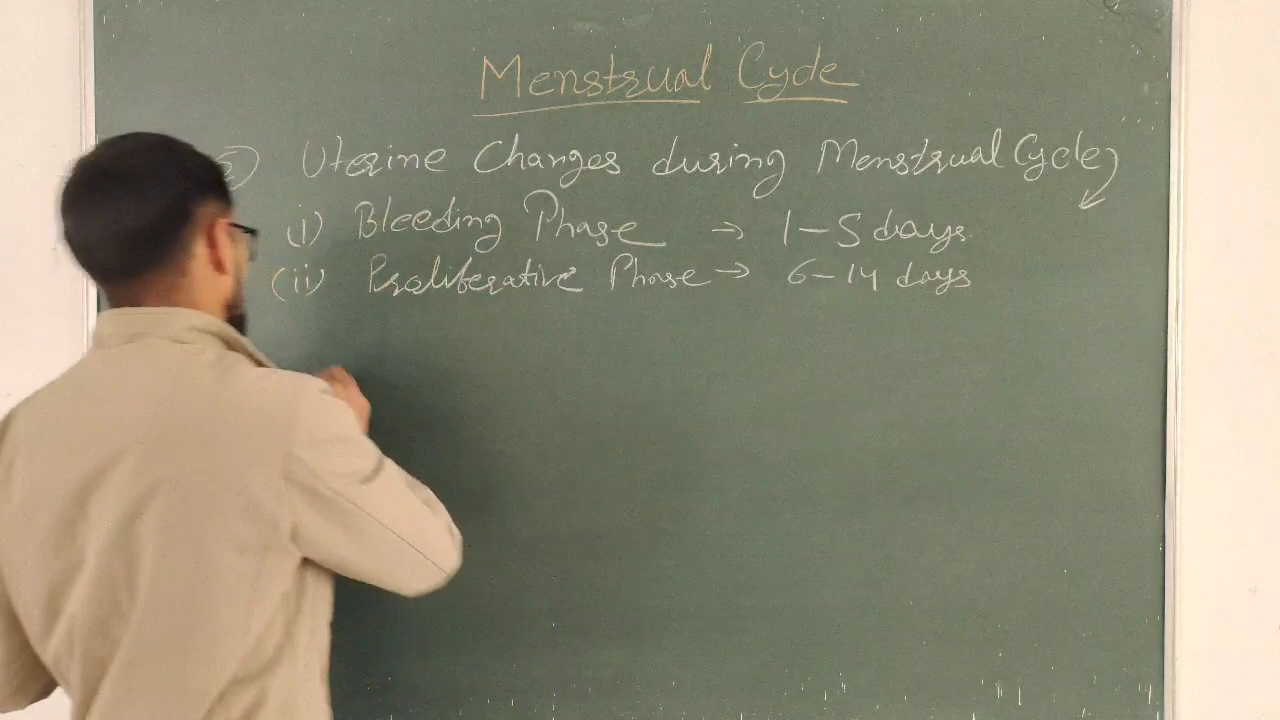 Menstrual Cycle
Uterine Changes during Menstrual Cycle
(i) Bleeding Phase → 1-5 days
(ii) Proliferative Phase → 6-14 days